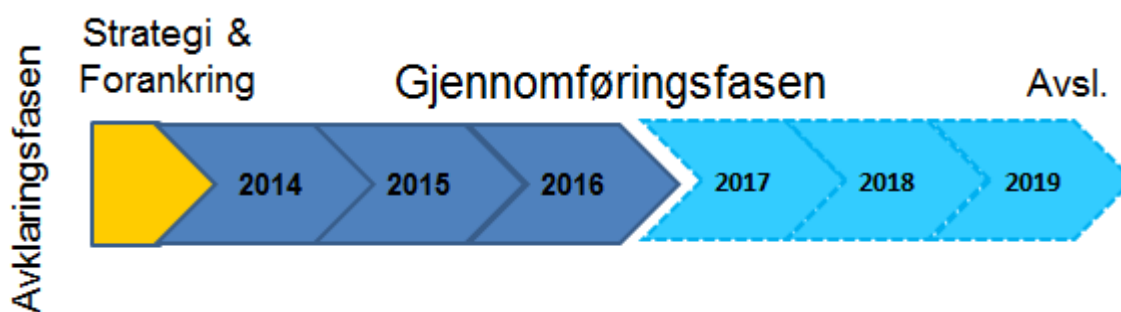 Avklaringsfasen
Strategi &
Forankring
Gjennomføringsfasen
Avsl.
2014
2015
2016
2017
2018
2019